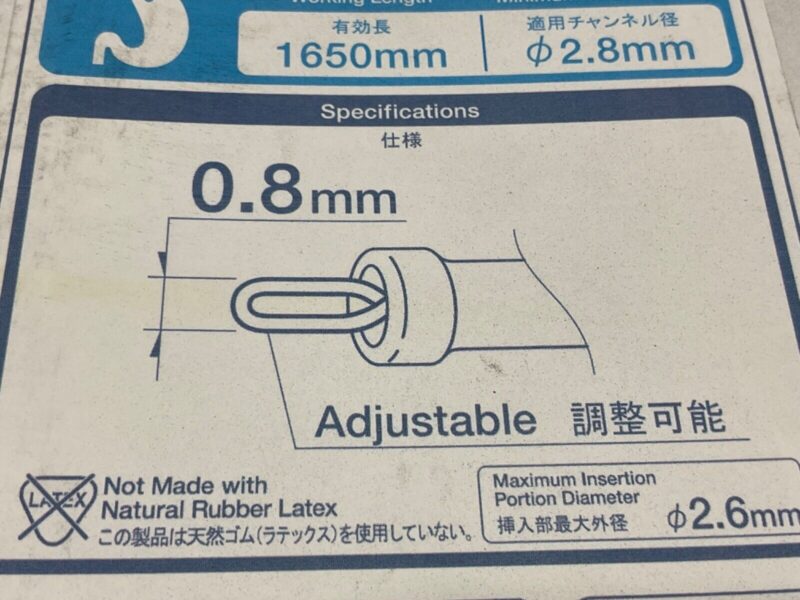 Working Length
有効長
1650mm
適用チャンネル径
φ2.8mm
Specifications
仕様
0.8mm
Adjustable 調整可能
LATEX
Not Made with
Natural Rubber Latex
この製品は天然ゴム(ラテックス)を使用していない。
Maximum Insertion
Portion Diameter
挿入部最大外径
φ2.6mm